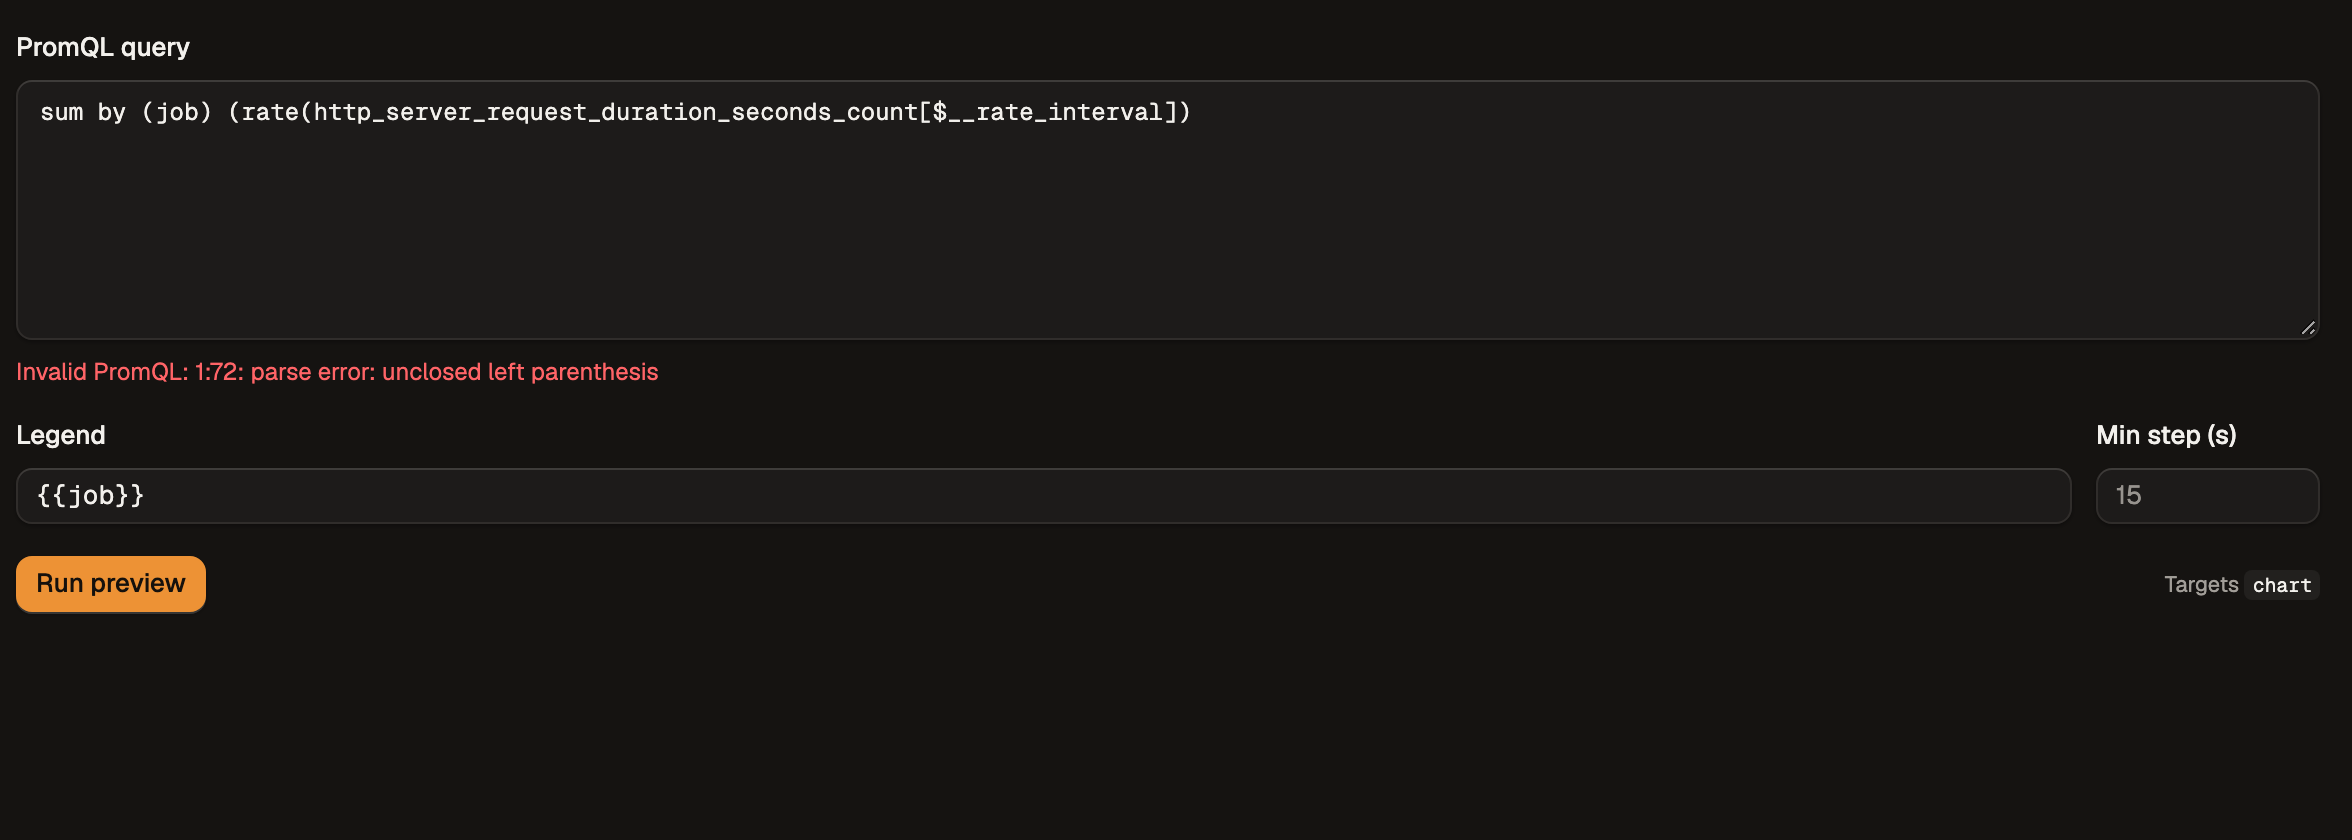 PromQL query
sum by (job) (rate(http_server_request_duration_seconds_count[$__rate_interval])
Invalid PromQL: 1:72: parse error: unclosed left parenthesis
Legend
Min step (s)
{{job}}
15
Run preview
Targets chart